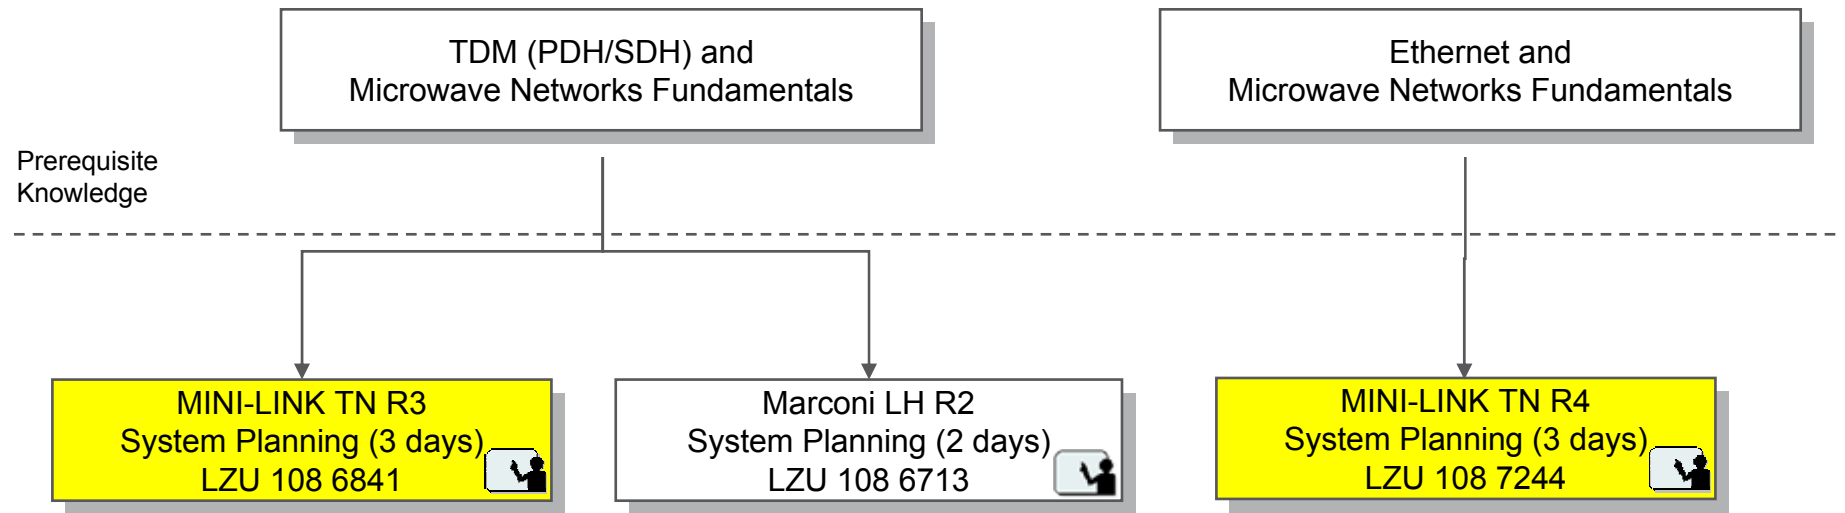 TDM (PDH/SDH) and
Microwave Networks Fundamentals
Ethernet and
Microwave Networks Fundamentals
Prerequisite
Knowledge
MINI-LINK TN R3
System Planning (3 days)
LZU 108 6841
Marconi LH R2
System Planning (2 days)
LZU 108 6713
MINI-LINK TN R4
System Planning (3 days)
LZU 108 7244